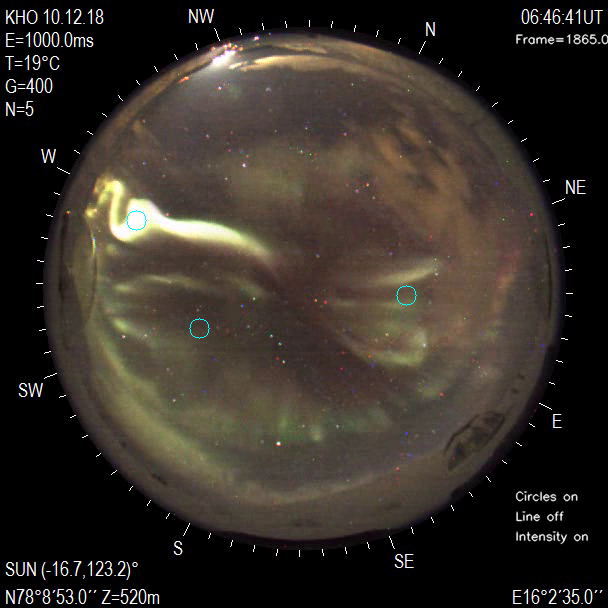 KHO 10.12.18
E=1000.0ms
T=19°C
G=400
N=5
06:46:41UT
Frame=1865.0
NW
N
W
NE
SW
E
S
SE
Circles on
Line off
Intensity on
SUN (-16.7,123.2)°
N78°8'53.0'' Z=520m
E16°2'35.0''